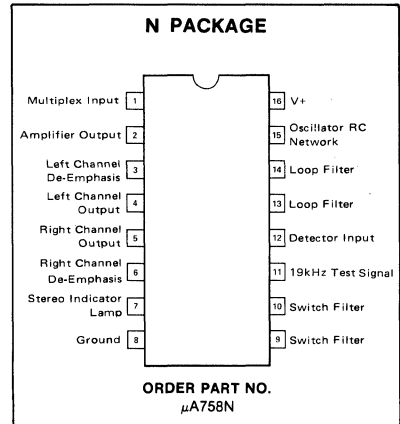 N PACKAGE
Multiplex Input 1
Amplifier Output 2
Left Channel
De-Emphasis 3
Left Channel
Output 4
Right Channel
Output 5
Right Channel
De-Emphasis 6
Stereo Indicator
Lamp 7
Ground 8
16 V+
15 Oscillator RC
Network
14 Loop Filter
13 Loop Filter
12 Detector Input
11 19kHz Test Signal
10 Switch Filter
9 Switch Filter
ORDER PART NO.
μA758N